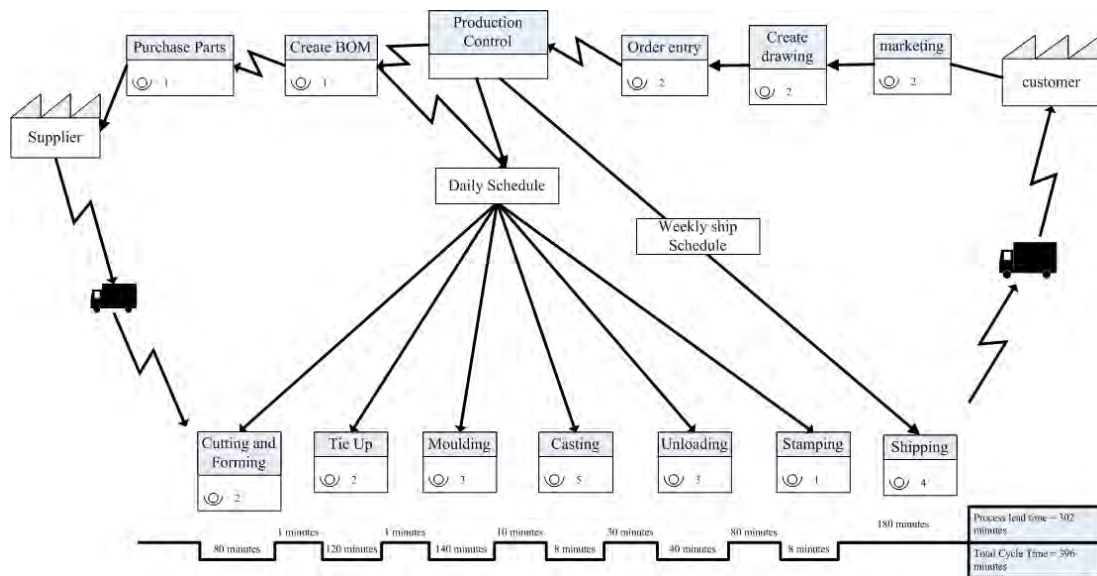 Purchase Parts
1
Create BOM
1
Production
Control
Order entry
2
Create
drawing
2
marketing
2
customer
Supplier
Daily Schedule
Weekly ship
Schedule
Cutting and
Forming
2
Tie Up
2
Moulding
3
Casting
5
Unloading
3
Stamping
1
Shipping
4
1 minutes
1 minutes
10 minutes
30 minutes
80 minutes
180 minutes
80 minutes
120 minutes
140 minutes
8 minutes
40 minutes
8 minutes
Process lead time = 302
minutes
Total Cycle Time = 396
minutes